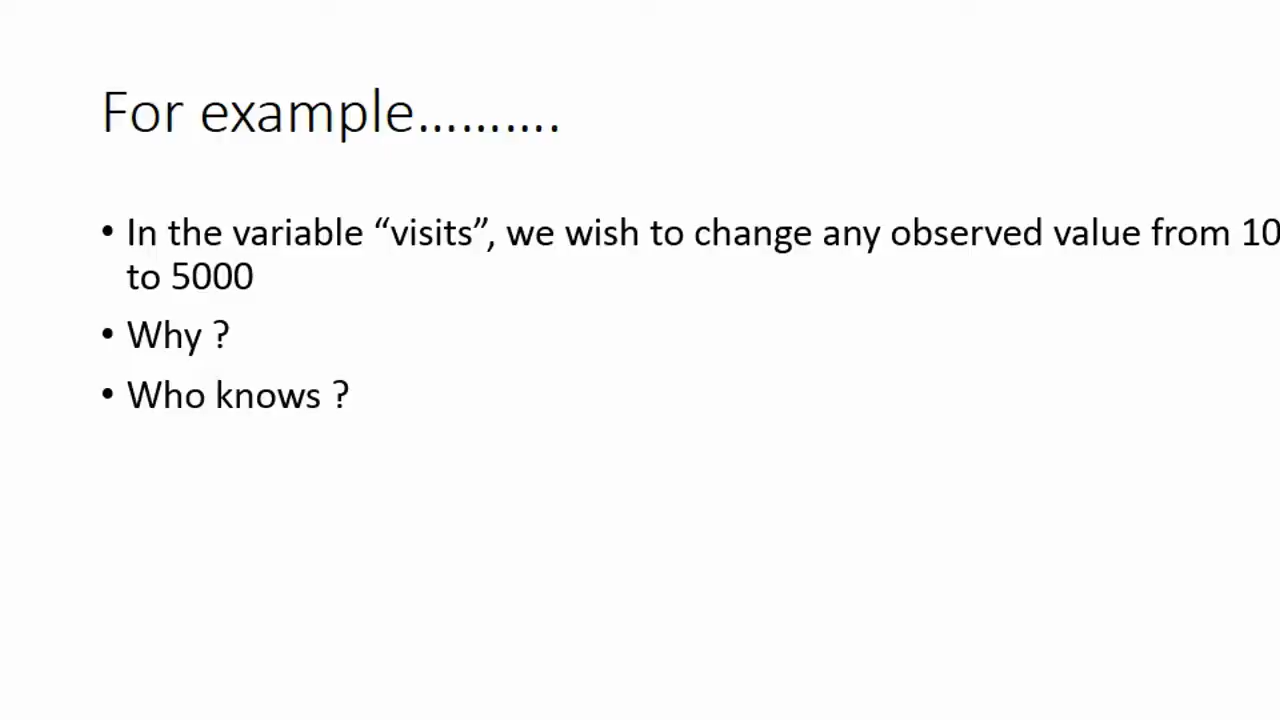 For example……….
• In the variable “visits”, we wish to change any observed value from 10
to 5000
• Why ?
• Who knows ?